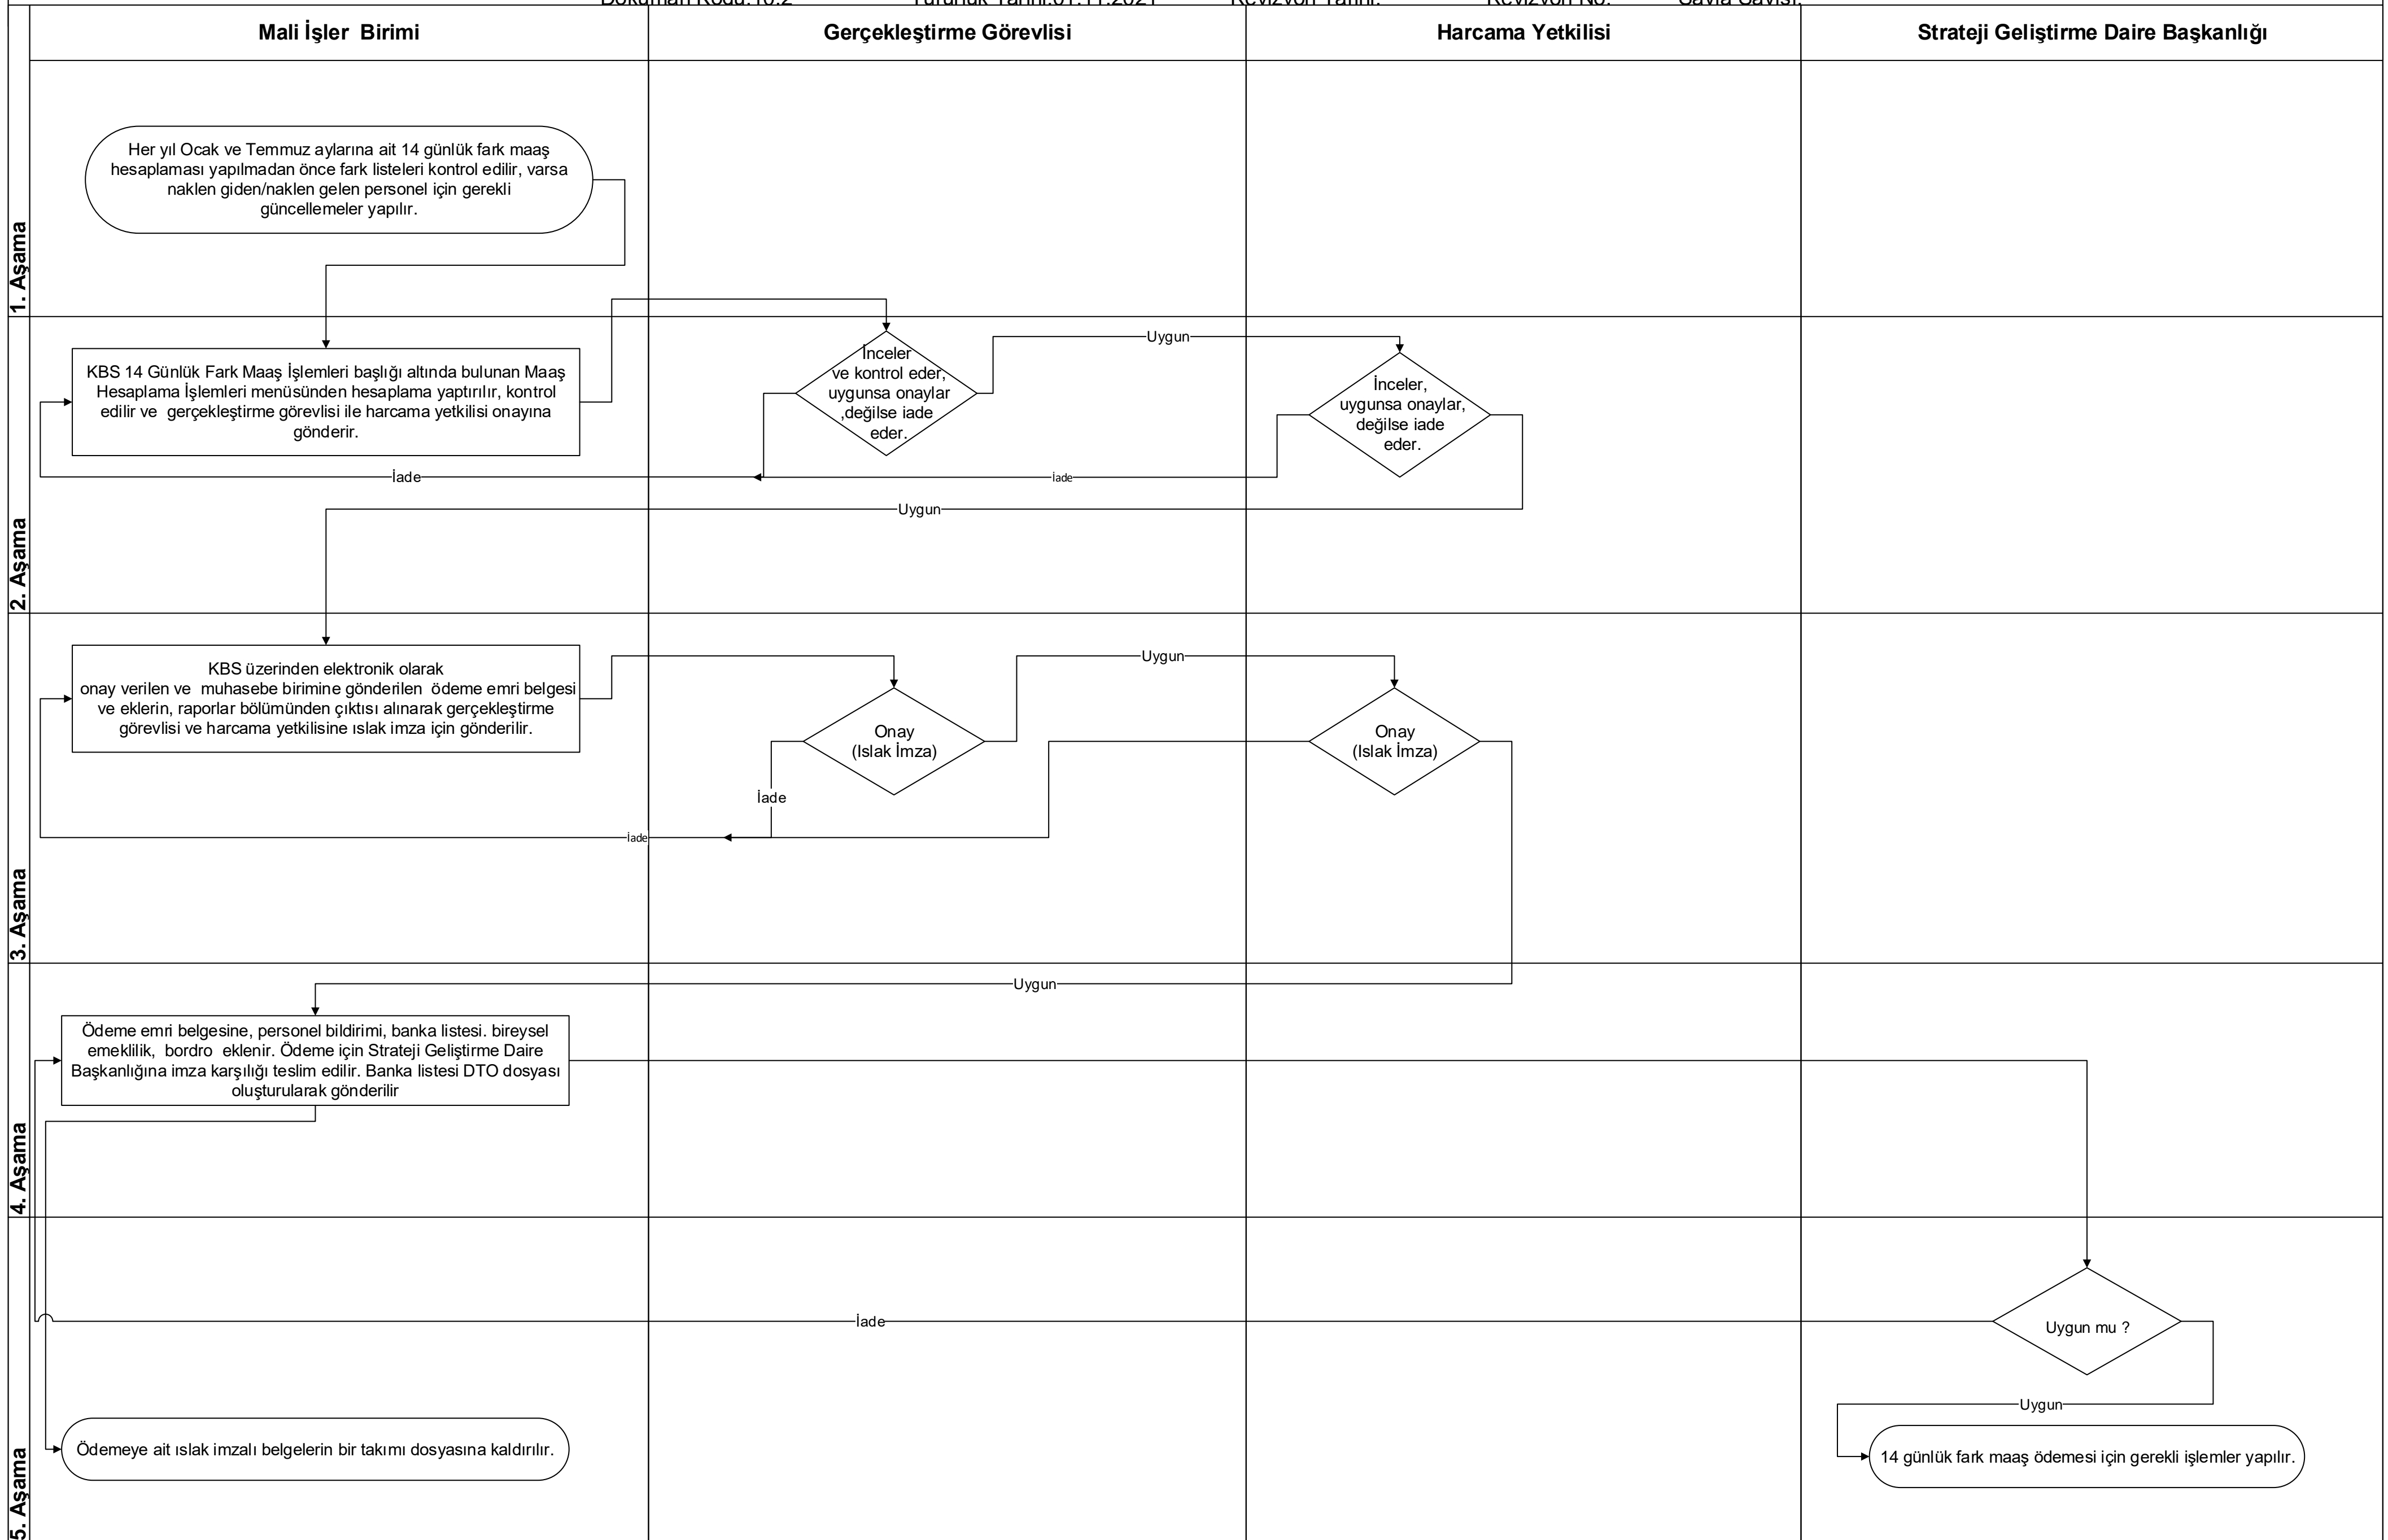 Mali İşler  Birimi
Gerçekleştirme Görevlisi
Harcama Yetkilisi
Strateji Geliştirme Daire Başkanlığı
1. Aşama
Her yıl Ocak ve Temmuz aylarına ait 14 günlük fark maaş
hesaplaması yapılmadan önce fark listeleri kontrol edilir, varsa
naklen giden/naklen gelen personel için gerekli
güncellemeler yapılır.
2. Aşama
KBS 14 Günlük Fark Maaş İşlemleri başlığı altında bulunan Maaş
Hesaplama İşlemleri menüsünden hesaplama yaptırılır, kontrol
edilir ve  gerçekleştirme görevlisi ile harcama yetkilisi onayına
gönderir.
İnceler
ve kontrol eder,
uygunsa onaylar
,değilse iade
eder.
Uygun
İnceler,
uygunsa onaylar,
değilse iade
eder.
İade
İade
Uygun
3. Aşama
KBS üzerinden elektronik olarak
onay verilen ve  muhasebe birimine gönderilen  ödeme emri belgesi
ve eklerin, raporlar bölümünden çıktısı alınarak gerçekleştirme
görevlisi ve harcama yetkilisine ıslak imza için gönderilir.
Onay
(Islak İmza)
Uygun
Onay
(Islak İmza)
İade
İade
4. Aşama
Uygun
Ödeme emri belgesine, personel bildirimi, banka listesi. bireysel
emeklilik,  bordro  eklenir. Ödeme için Strateji Geliştirme Daire
Başkanlığına imza karşılığı teslim edilir. Banka listesi DTO dosyası
oluşturularak gönderilir
5. Aşama
İade
Uygun mu ?
Uygun
Ödemeye ait ıslak imzalı belgelerin bir takımı dosyasına kaldırılır.
14 günlük fark maaş ödemesi için gerekli işlemler yapılır.